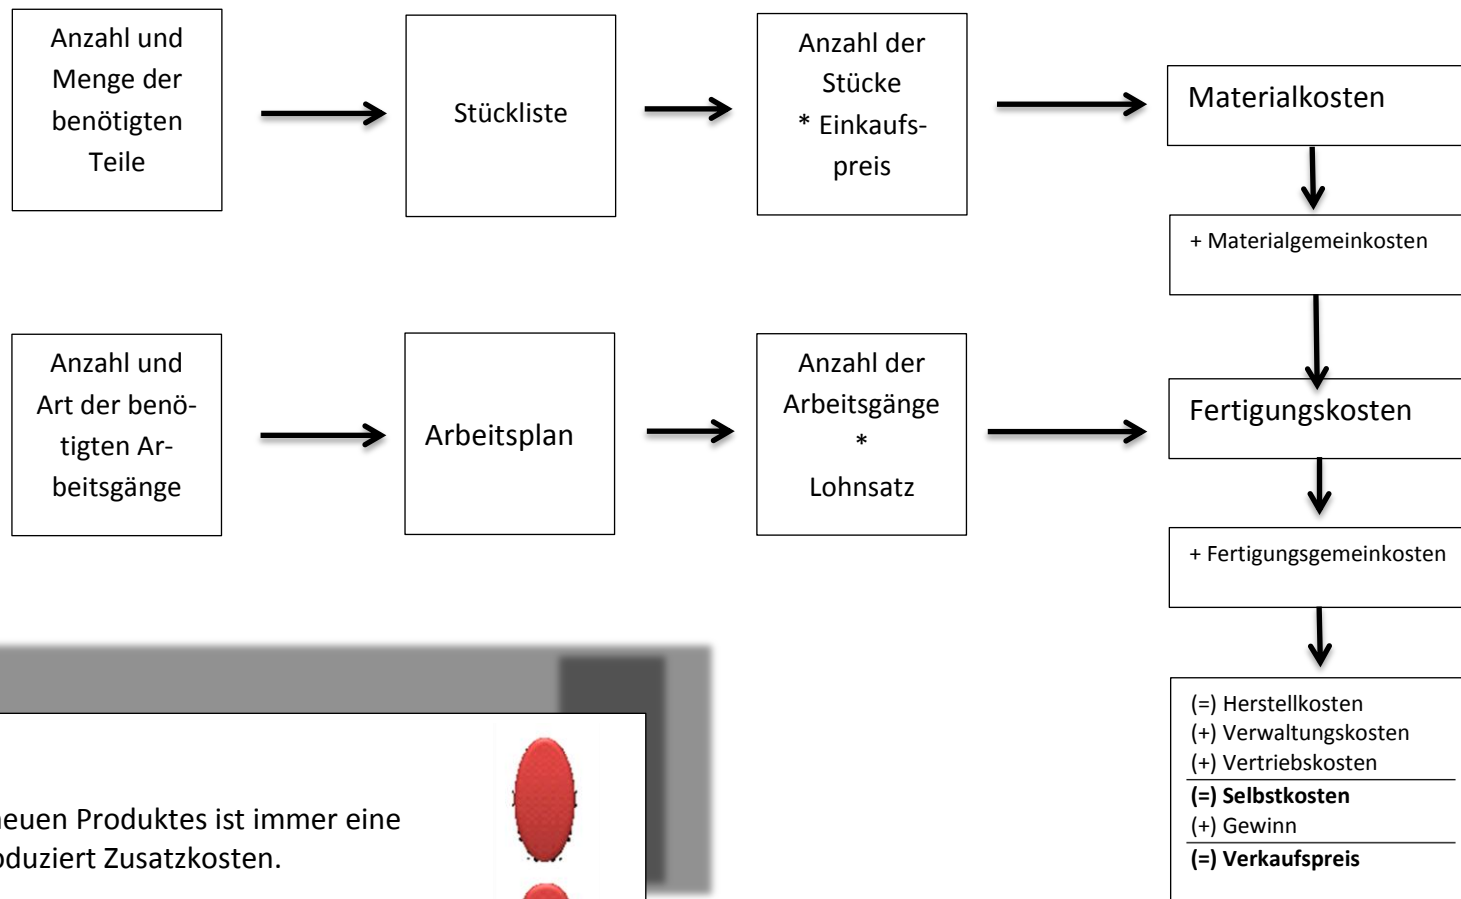 Anzahl und
Menge der
benötigten
Teile
Stückliste
Anzahl der
Stücke
* Einkaufs-
preis
Materialkosten
+ Materialgemeinkosten
Anzahl und
Art der benö-
tigten Ar-
beitsgänge
Arbeitsplan
Anzahl der
Arbeitsgänge
*
Lohnsatz
Fertigungskosten
+ Fertigungsgemeinkosten
(=) Herstellkosten
(+) Verwaltungskosten
(+) Vertriebskosten
(=) Selbstkosten
(+) Gewinn
(=) Verkaufspreis
neuen Produktes ist immer eine
oduziert Zusatzkosten.